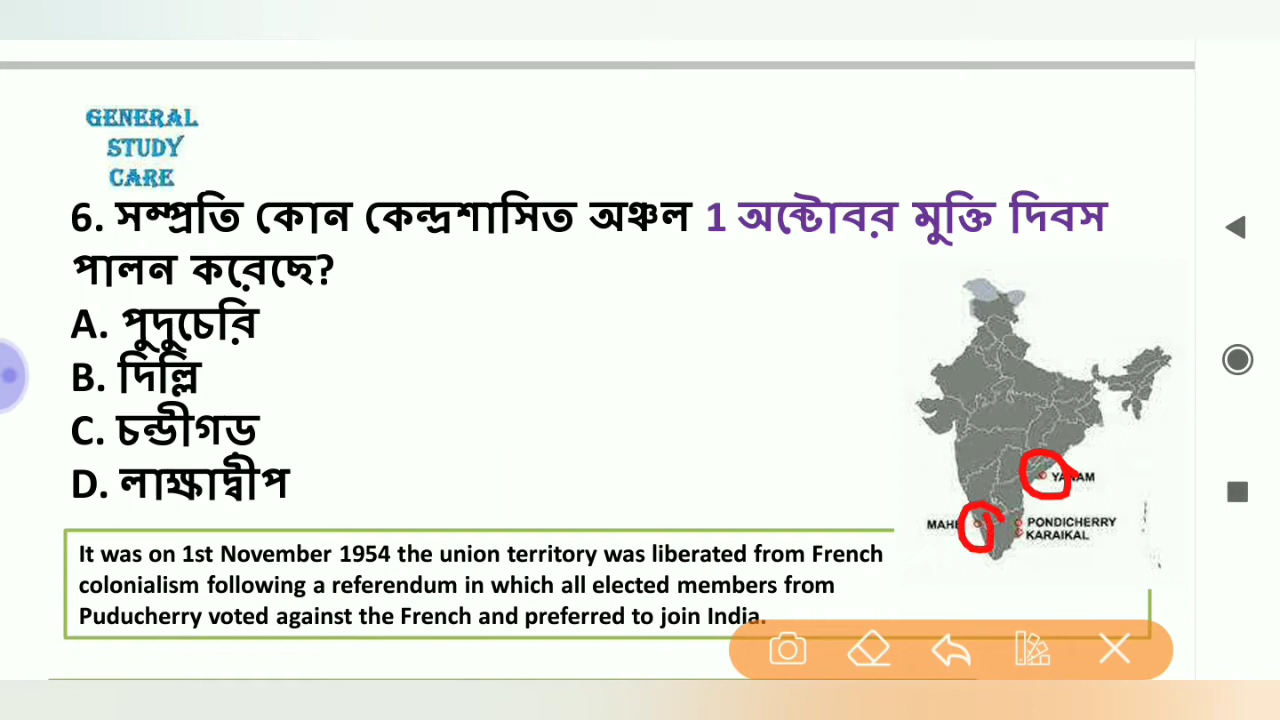 GENERAL
STUDY
CARE
6. সম্প্রতি কোন কেন্দ্রশাসিত অঞ্চল 1 অক্টোবর মুক্তি দিবস
পালন করেছে?
A. পুদুচেরি
B. দিল্লি
C. চন্ডীগড়
D. লাক্ষাদ্বীপ
YANAM
MAHE
PONDICHERRY
KARAIKAL
It was on 1st November 1954 the union territory was liberated from French
colonialism following a referendum in which all elected members from
Puducherry voted against the French and preferred to join India.